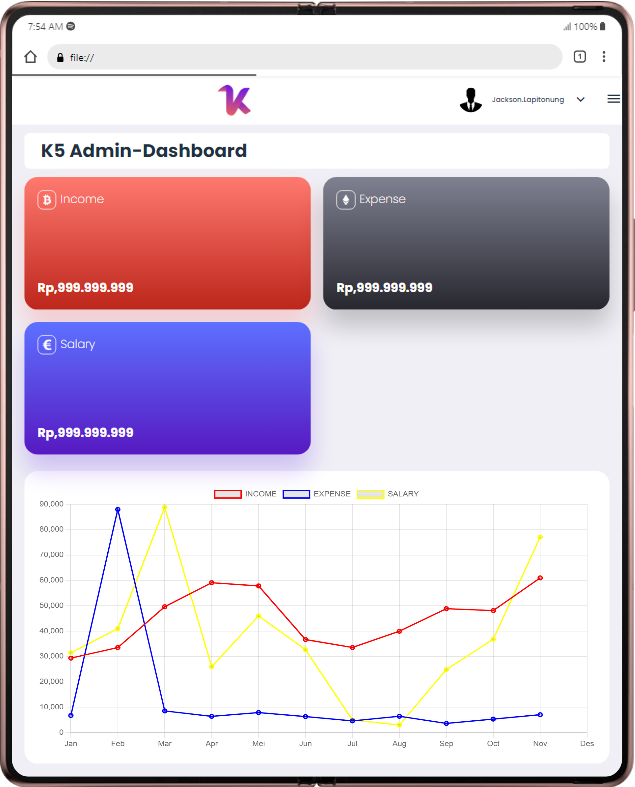 7:54 AM 100%
file:// 1
K Jackson.Lapitonung
K5 Admin-Dashboard
Income
Rp,999.999.999
Expense
Rp,999.999.999
Salary
Rp,999.999.999
INCOME EXPENSE SALARY
90,000
80,000
70,000
60,000
50,000
40,000
30,000
20,000
10,000
0
Jan Feb Mar Apr Mei Jun Jul Aug Sep Oct Nov Des